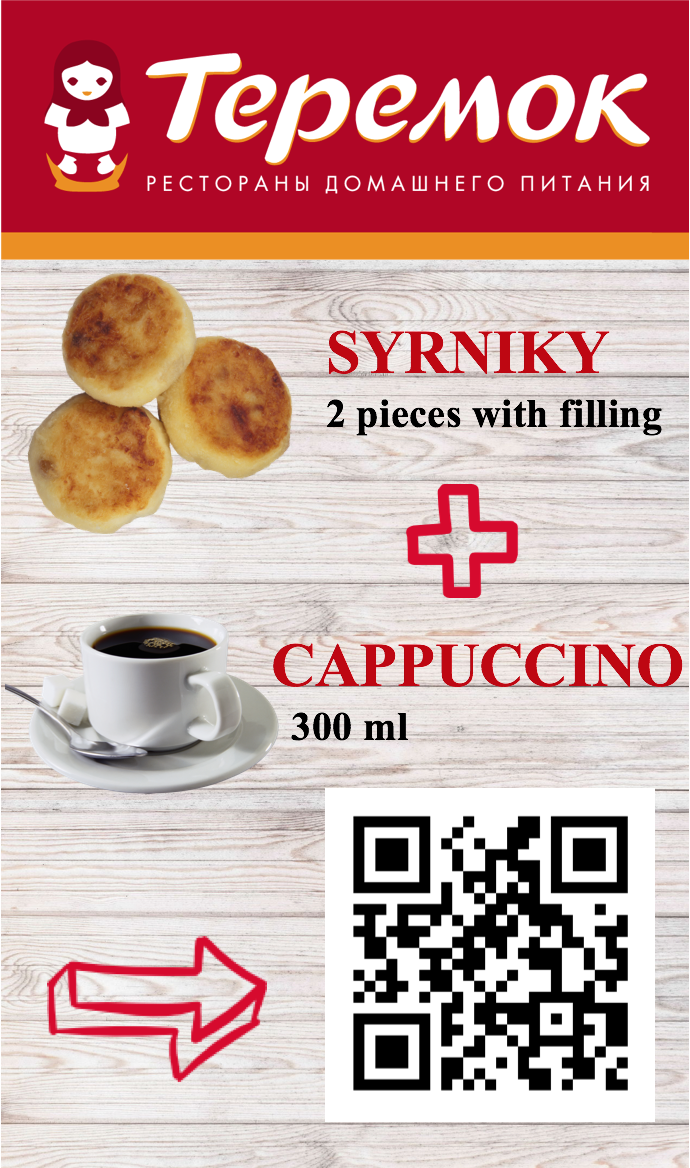 Теремок
РЕСТОРАНЫ ДОМАШНЕГО ПИТАНИЯ
SYRNIKY
2 pieces with filling
CAPPUCCINO
300 ml